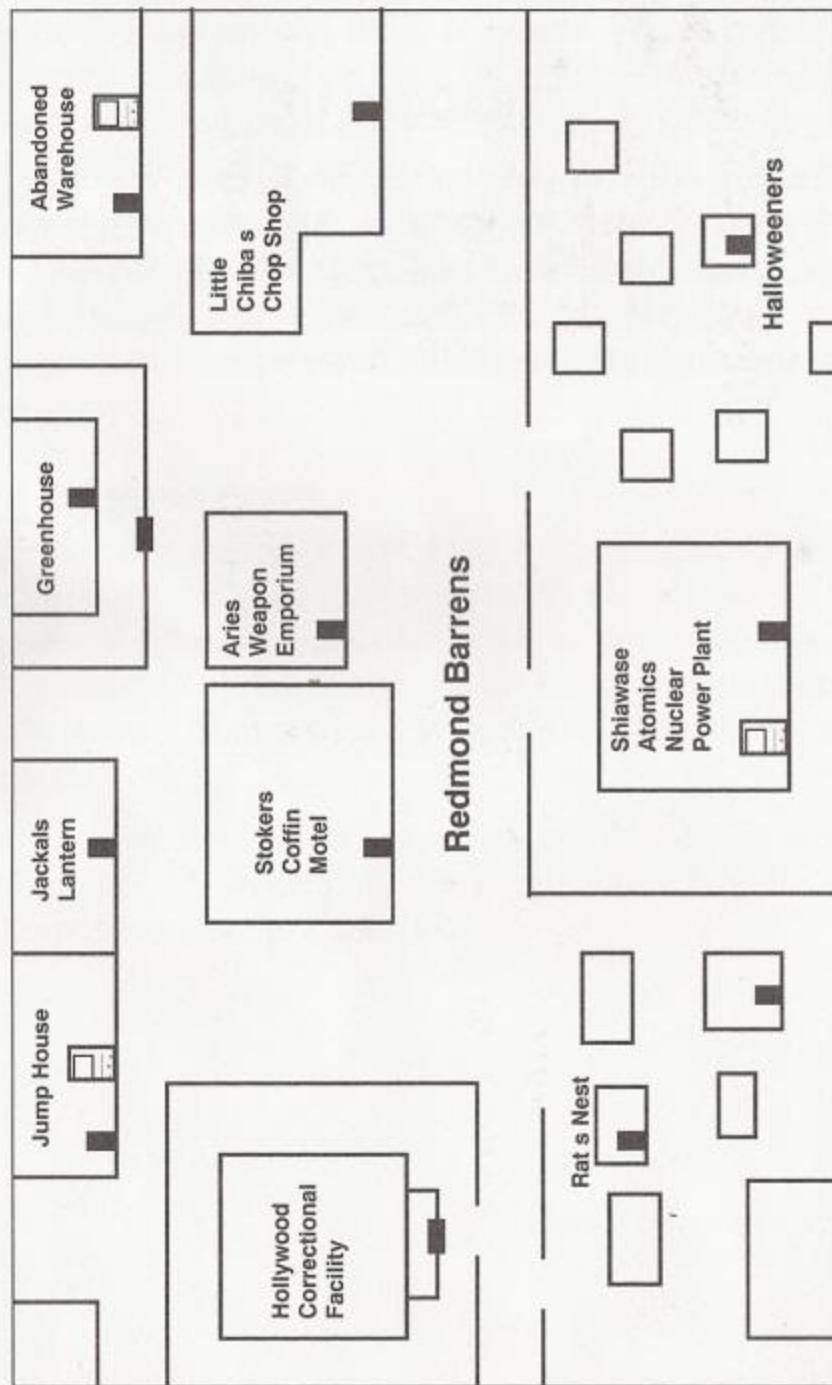 Jump House
Jackals
Lantern
Greenhouse
Abandoned
Warehouse
Hollywood
Correctional
Facility
Stokers
Coffin
Motel
Aries
Weapon
Emporium
Little
Chiba s
Chop Shop
Redmond Barrens
Rat s Nest
Shiawase
Atomics
Nuclear
Power Plant
Halloweeners